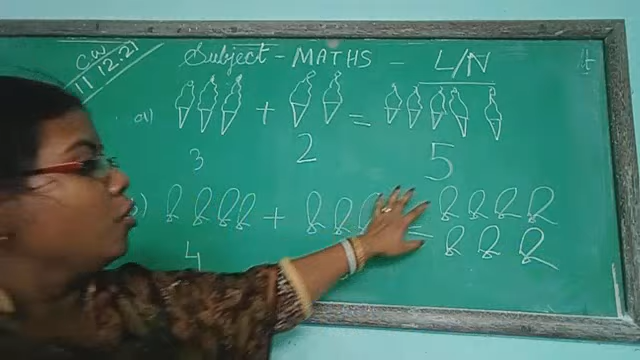 C.W
11 12.21
Subject - MATHS - L/N
a) + =
3 2 5
) + =
4